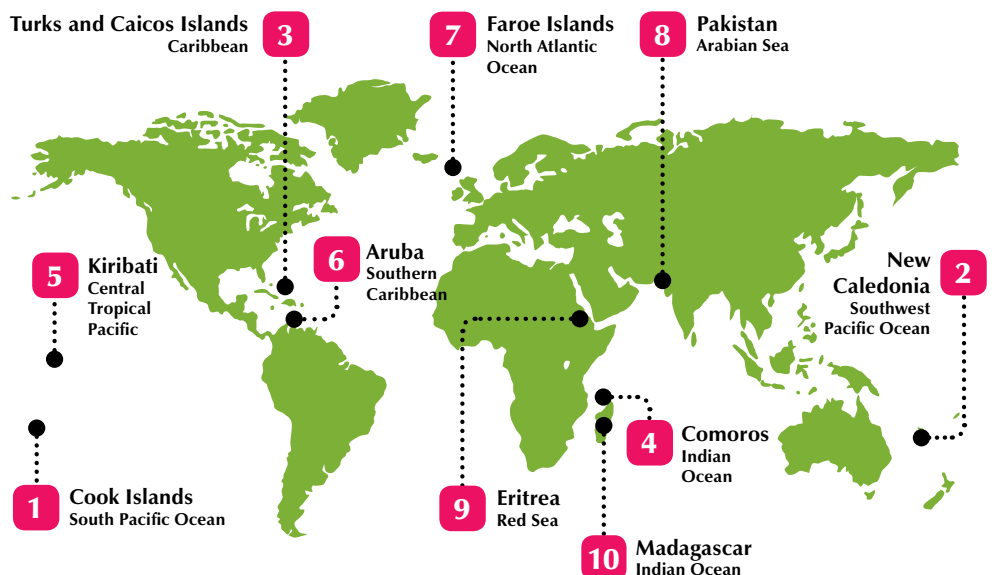 3
Turks and Caicos Islands
Caribbean
7
Faroe Islands
North Atlantic
Ocean
8
Pakistan
Arabian Sea
5
Kiribati
Central
Tropical
Pacific
6
Aruba
Southern
Caribbean
2
New
Caledonia
Southwest
Pacific Ocean
4
Comoros
Indian
Ocean
1
Cook Islands
South Pacific Ocean
9
Eritrea
Red Sea
10
Madagascar
Indian Ocean